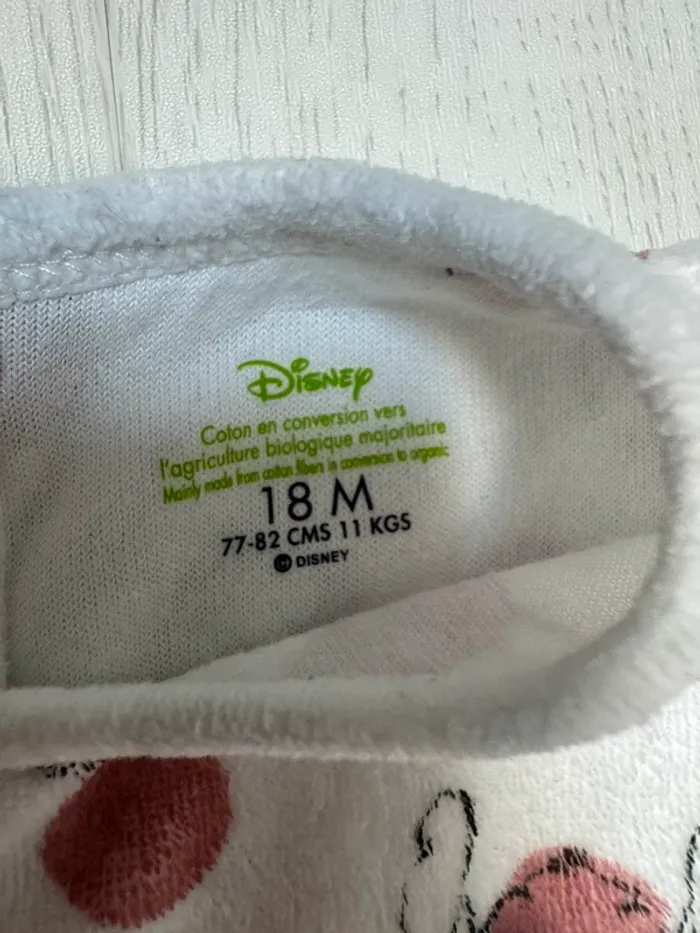 Disney
Coton en conversion vers
l'agriculture biologique majoritaire
Mainly made from cotton fibers in conversion to organic
18 M
77-82 CMS 11 KGS
© DISNEY